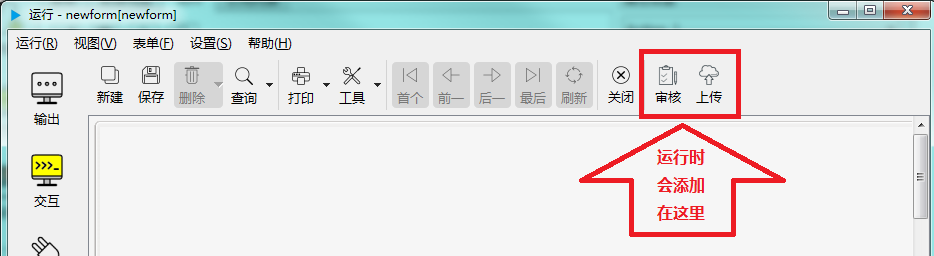 运行 - newform[newform]
运行(R) 视图(V) 表单(F) 设置(S) 帮助(H)
新建 保存 删除 查询 打印 工具 首个 前一 后一 最后 刷新 关闭 审核 上传
输出
>>>_
交互
运行时
会添加
在这里